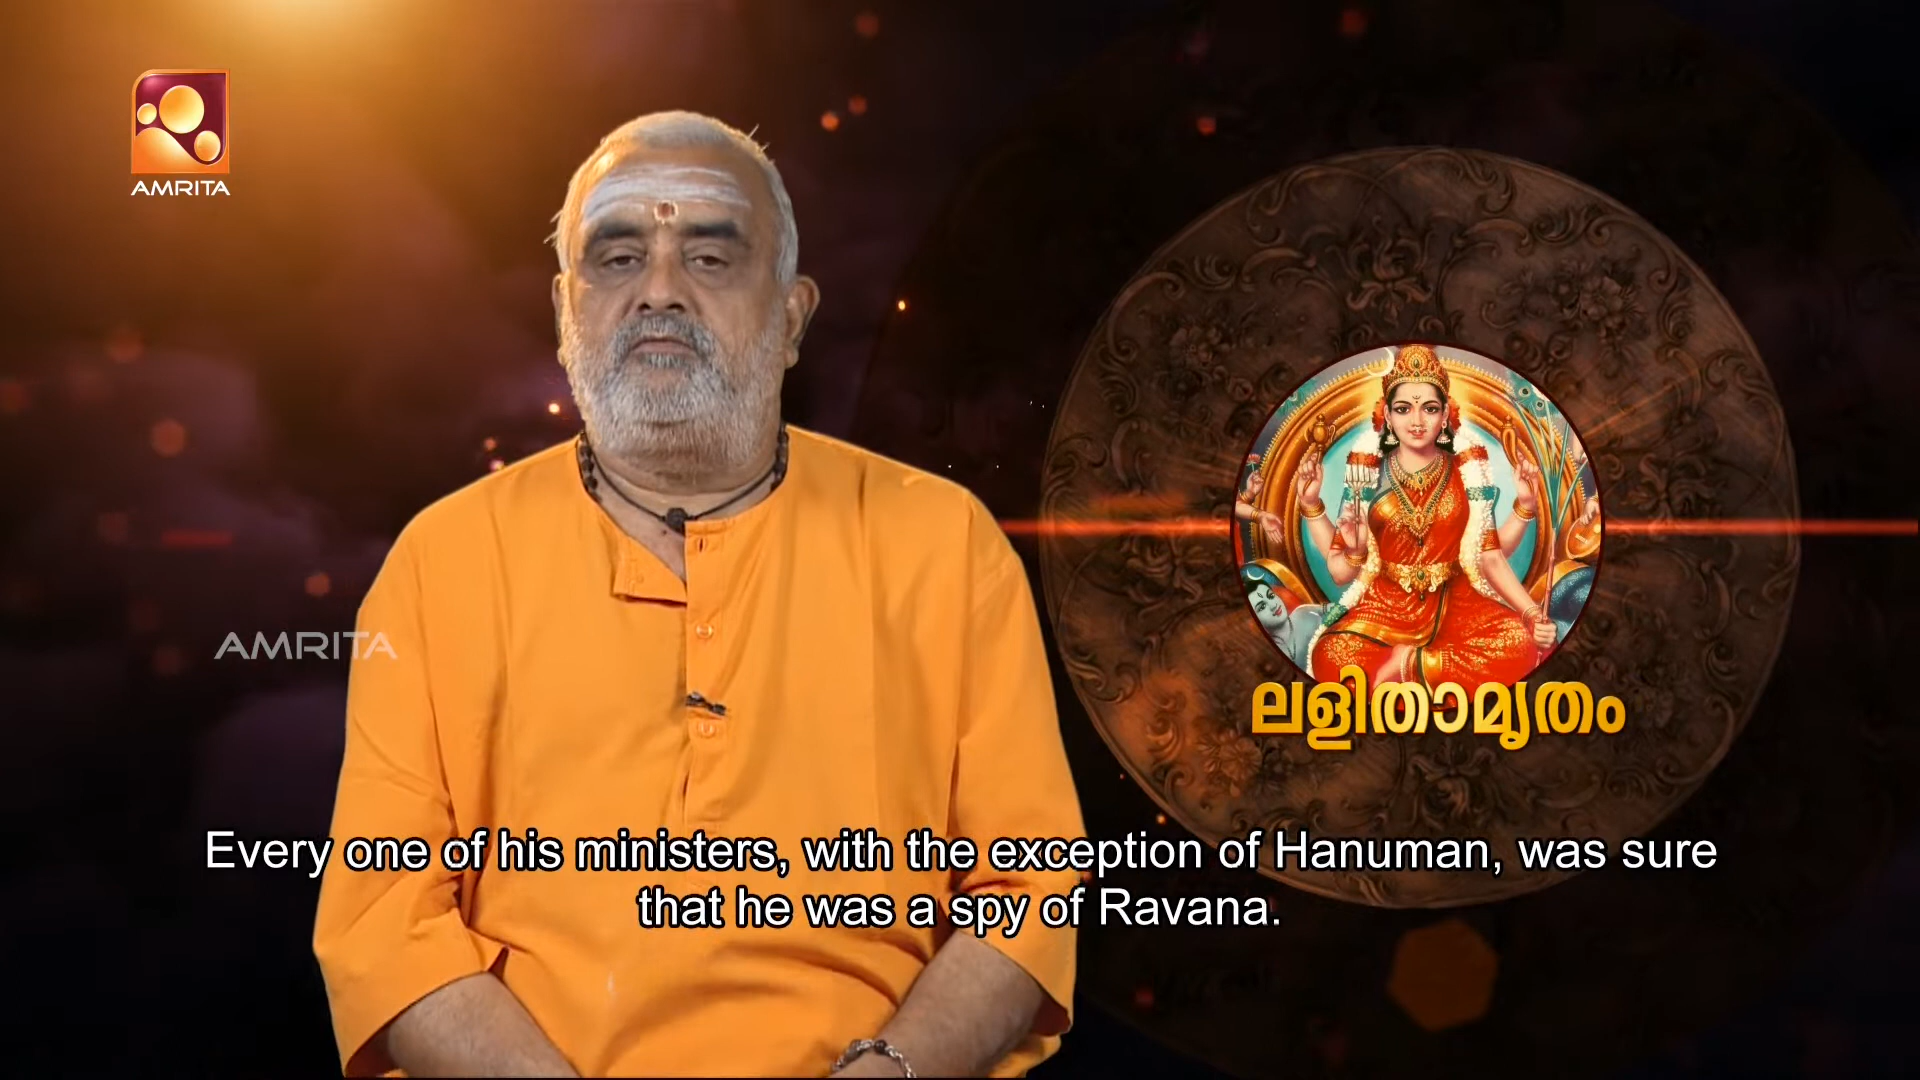 AMRITA
AMRITA
ലളിതാമൃതം
Every one of his ministers, with the exception of Hanuman, was sure
that he was a spy of Ravana.